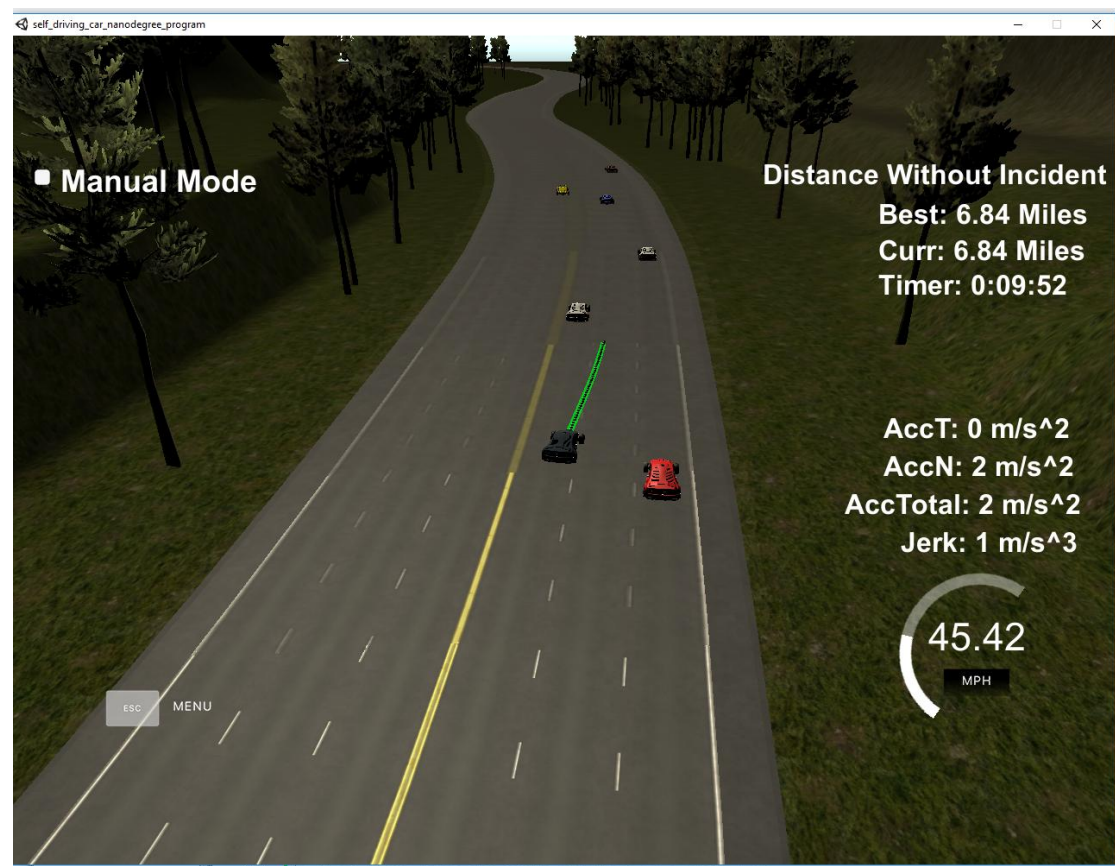 self_driving_car_nanodegree_program
Manual Mode
Distance Without Incident
Best: 6.84 Miles
Curr: 6.84 Miles
Timer: 0:09:52
AccT: 0 m/s^2
AccN: 2 m/s^2
AccTotal: 2 m/s^2
Jerk: 1 m/s^3
45.42
MPH
ESC MENU